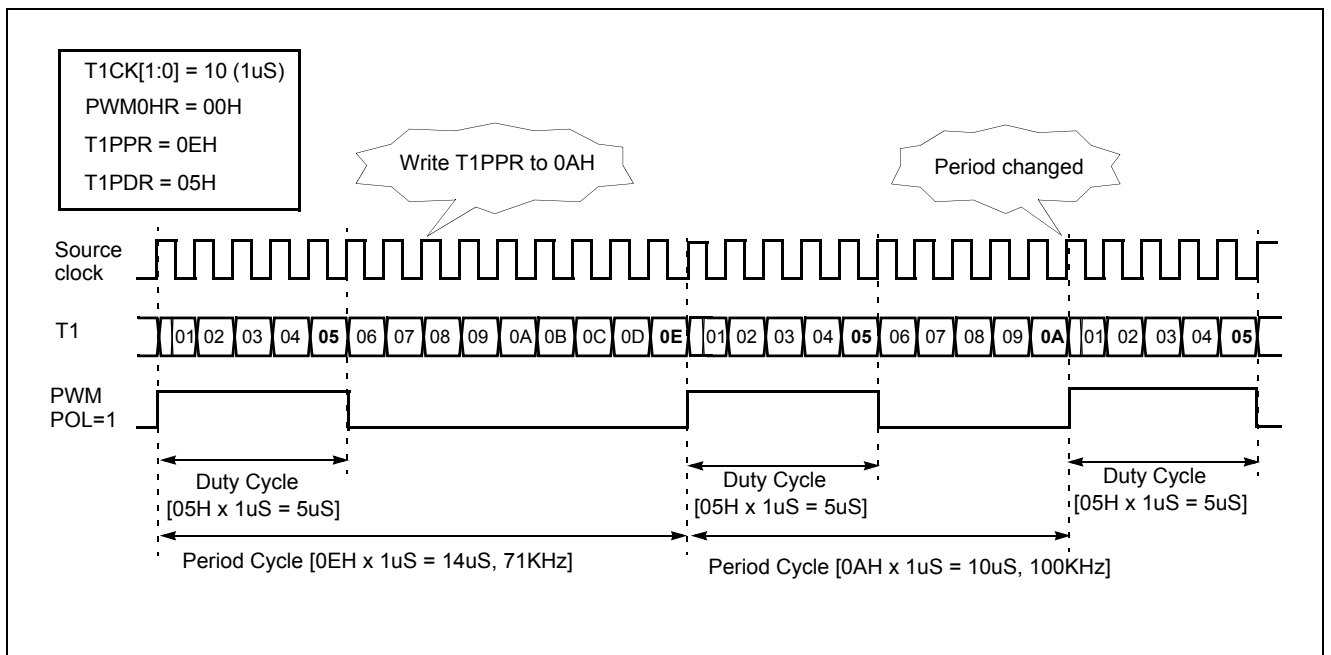 T1CK[1:0] = 10 (1uS)
PWM0HR = 00H
T1PPR = 0EH
T1PDR = 05H
Write T1PPR to 0AH
Period changed
Source
clock
T1
01 02 03 04 05 06 07 08 09 0A 0B 0C 0D 0E 01 02 03 04 05 06 07 08 09 0A 01 02 03 04 05
PWM
POL=1
Duty Cycle
[05H x 1uS = 5uS]
Duty Cycle
[05H x 1uS = 5uS]
Duty Cycle
[05H x 1uS = 5uS]
Period Cycle [0EH x 1uS = 14uS, 71KHz]
Period Cycle [0AH x 1uS = 10uS, 100KHz]